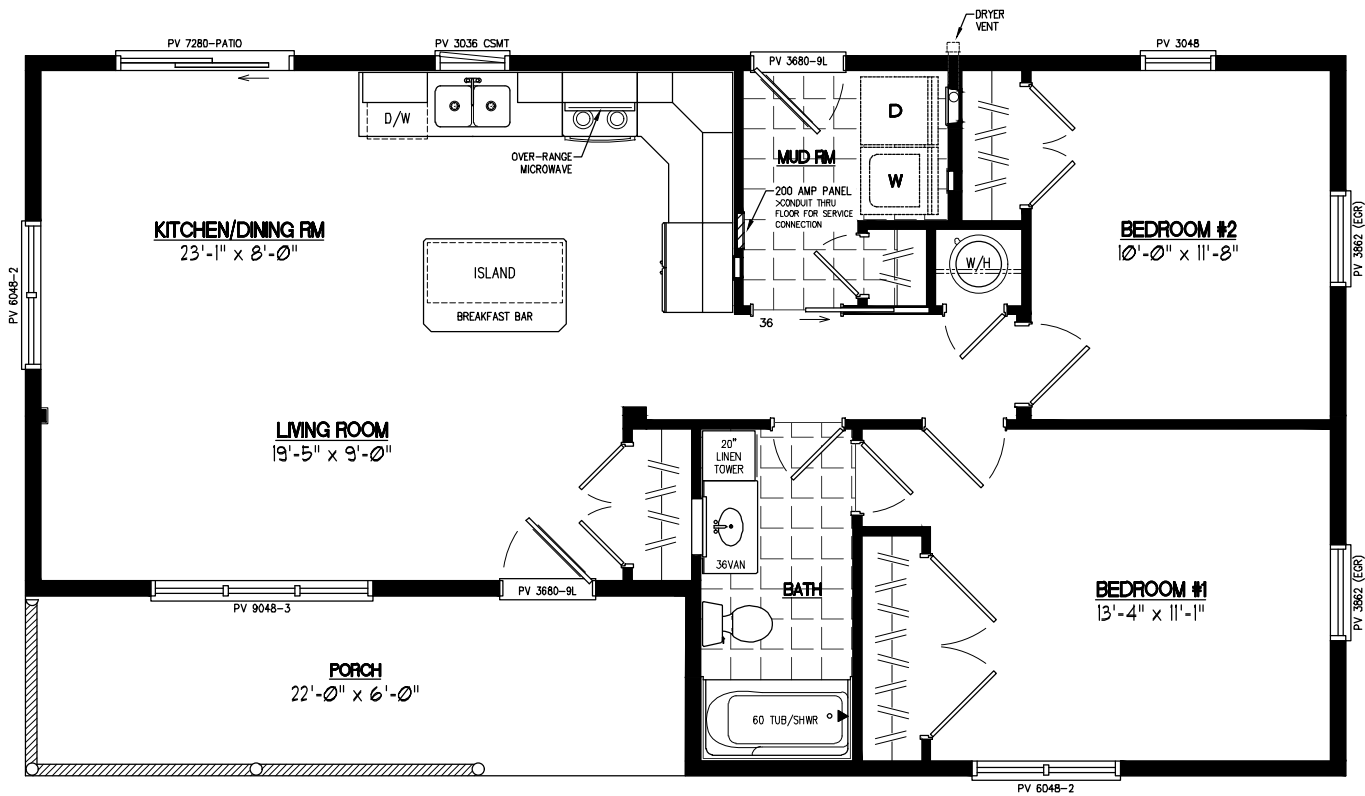 DRYER
VENT
PV 7280-PATIO
PV 3036 CSMT
PV 3680-9L
PV 3048
D/W
OVER-RANGE
MICROWAVE
D
MUD RM
W
200 AMP PANEL
>CONDUIT THRU
FLOOR FOR SERVICE
CONNECTION
KITCHEN/DINING RM
23'-1" x 8'-0"
BEDROOM #2
10'-0" x 11'-8"
PV 3862 (EGR)
PV 6048-2
ISLAND
BREAKFAST BAR
W/H
36
LIVING ROOM
19'-5" x 9'-0"
20"
LINEN
TOWER
36VAN
BATH
PV 9048-3
PV 3680-9L
BEDROOM #1
13'-4" x 11'-1"
PV 3862 (EGR)
PORCH
22'-0" x 6'-0"
60 TUB/SHWR
PV 6048-2